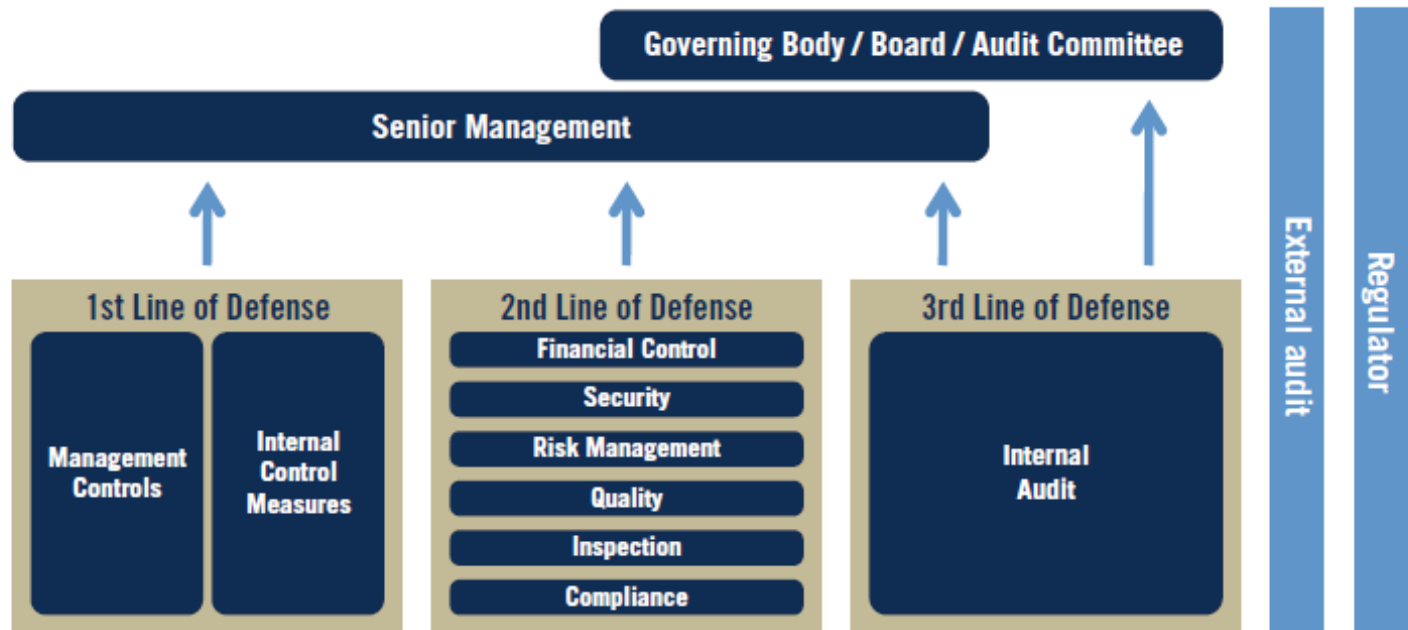 Governing Body / Board / Audit Committee
Senior Management
1st Line of Defense
Management
Controls
Internal
Control
Measures
2nd Line of Defense
Financial Control
Security
Risk Management
Quality
Inspection
Compliance
3rd Line of Defense
Internal
Audit
External audit
Regulator